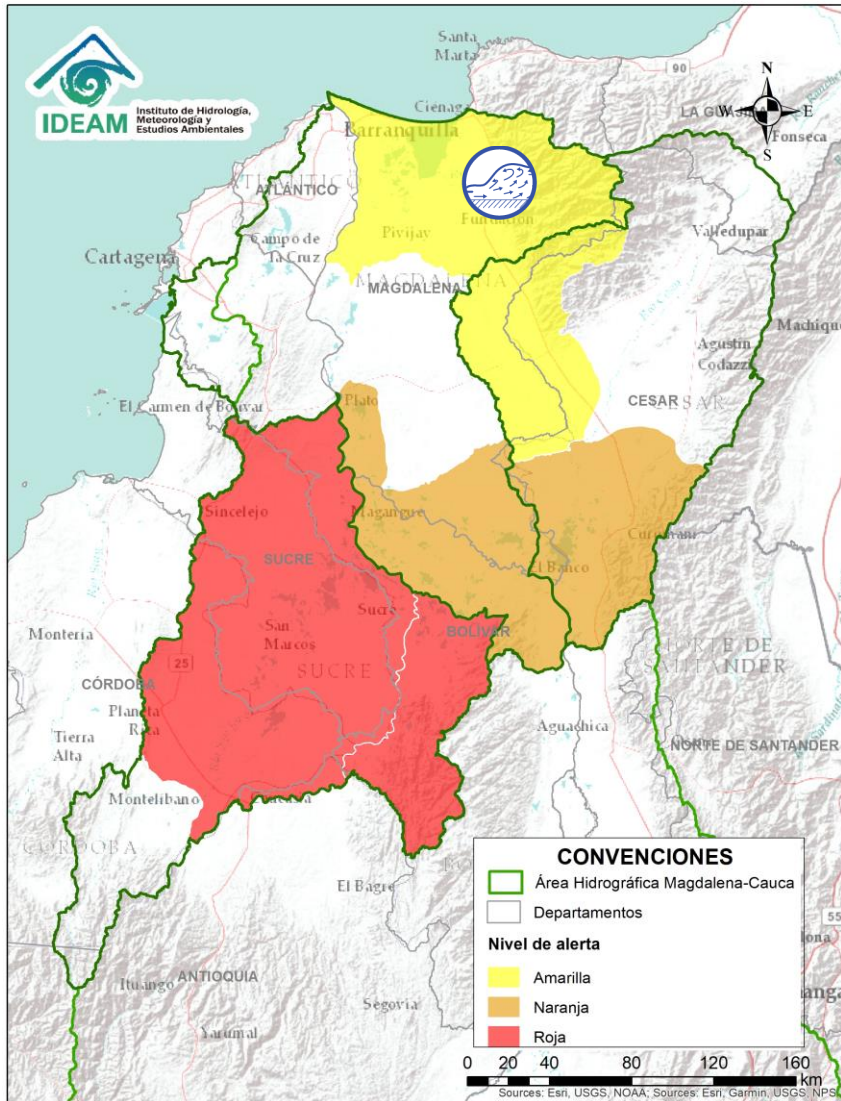 IDEAM
Instituto de Hidrología,
Meteorología y
Estudios Ambientales
Santa
Marta
90
N
W
E
S
Ciénaga
LA GUAJIRA
Fonseca
Barranquilla
ATLÁNTICO
Fundación
Valledupar
Cartagena
Campo de
la Cruz
Pivijay
MAGDALENA
MAGDALENA
Machiques
Agustín
Codazzi
CESAR
CESAR
El Carmen de Bolívar
Plato
Sincelejo
Magangué
Curumaní
El Banco
SUCRE
Sucre
San
Marcos
BOLÍVAR
Montería
SUCRE
NORTE DE
SANTANDER
25
CÓRDOBA
Planeta
Rica
Aguachica
Tierra
Alta
NORTE DE SANTANDER
Montelíbano
Caucasia
CÓRDOBA
El Bagre
Ituango
ANTIOQUIA
Segovia
Yarumal
55
CONVENCIONES
Área Hidrográfica Magdalena-Cauca
Departamentos
Nivel de alerta
Amarilla
Naranja
Roja
0 20 40 80 120 160
km
Sources: Esri, USGS, NOAA; Sources: Esri, Garmin, USGS, NPS